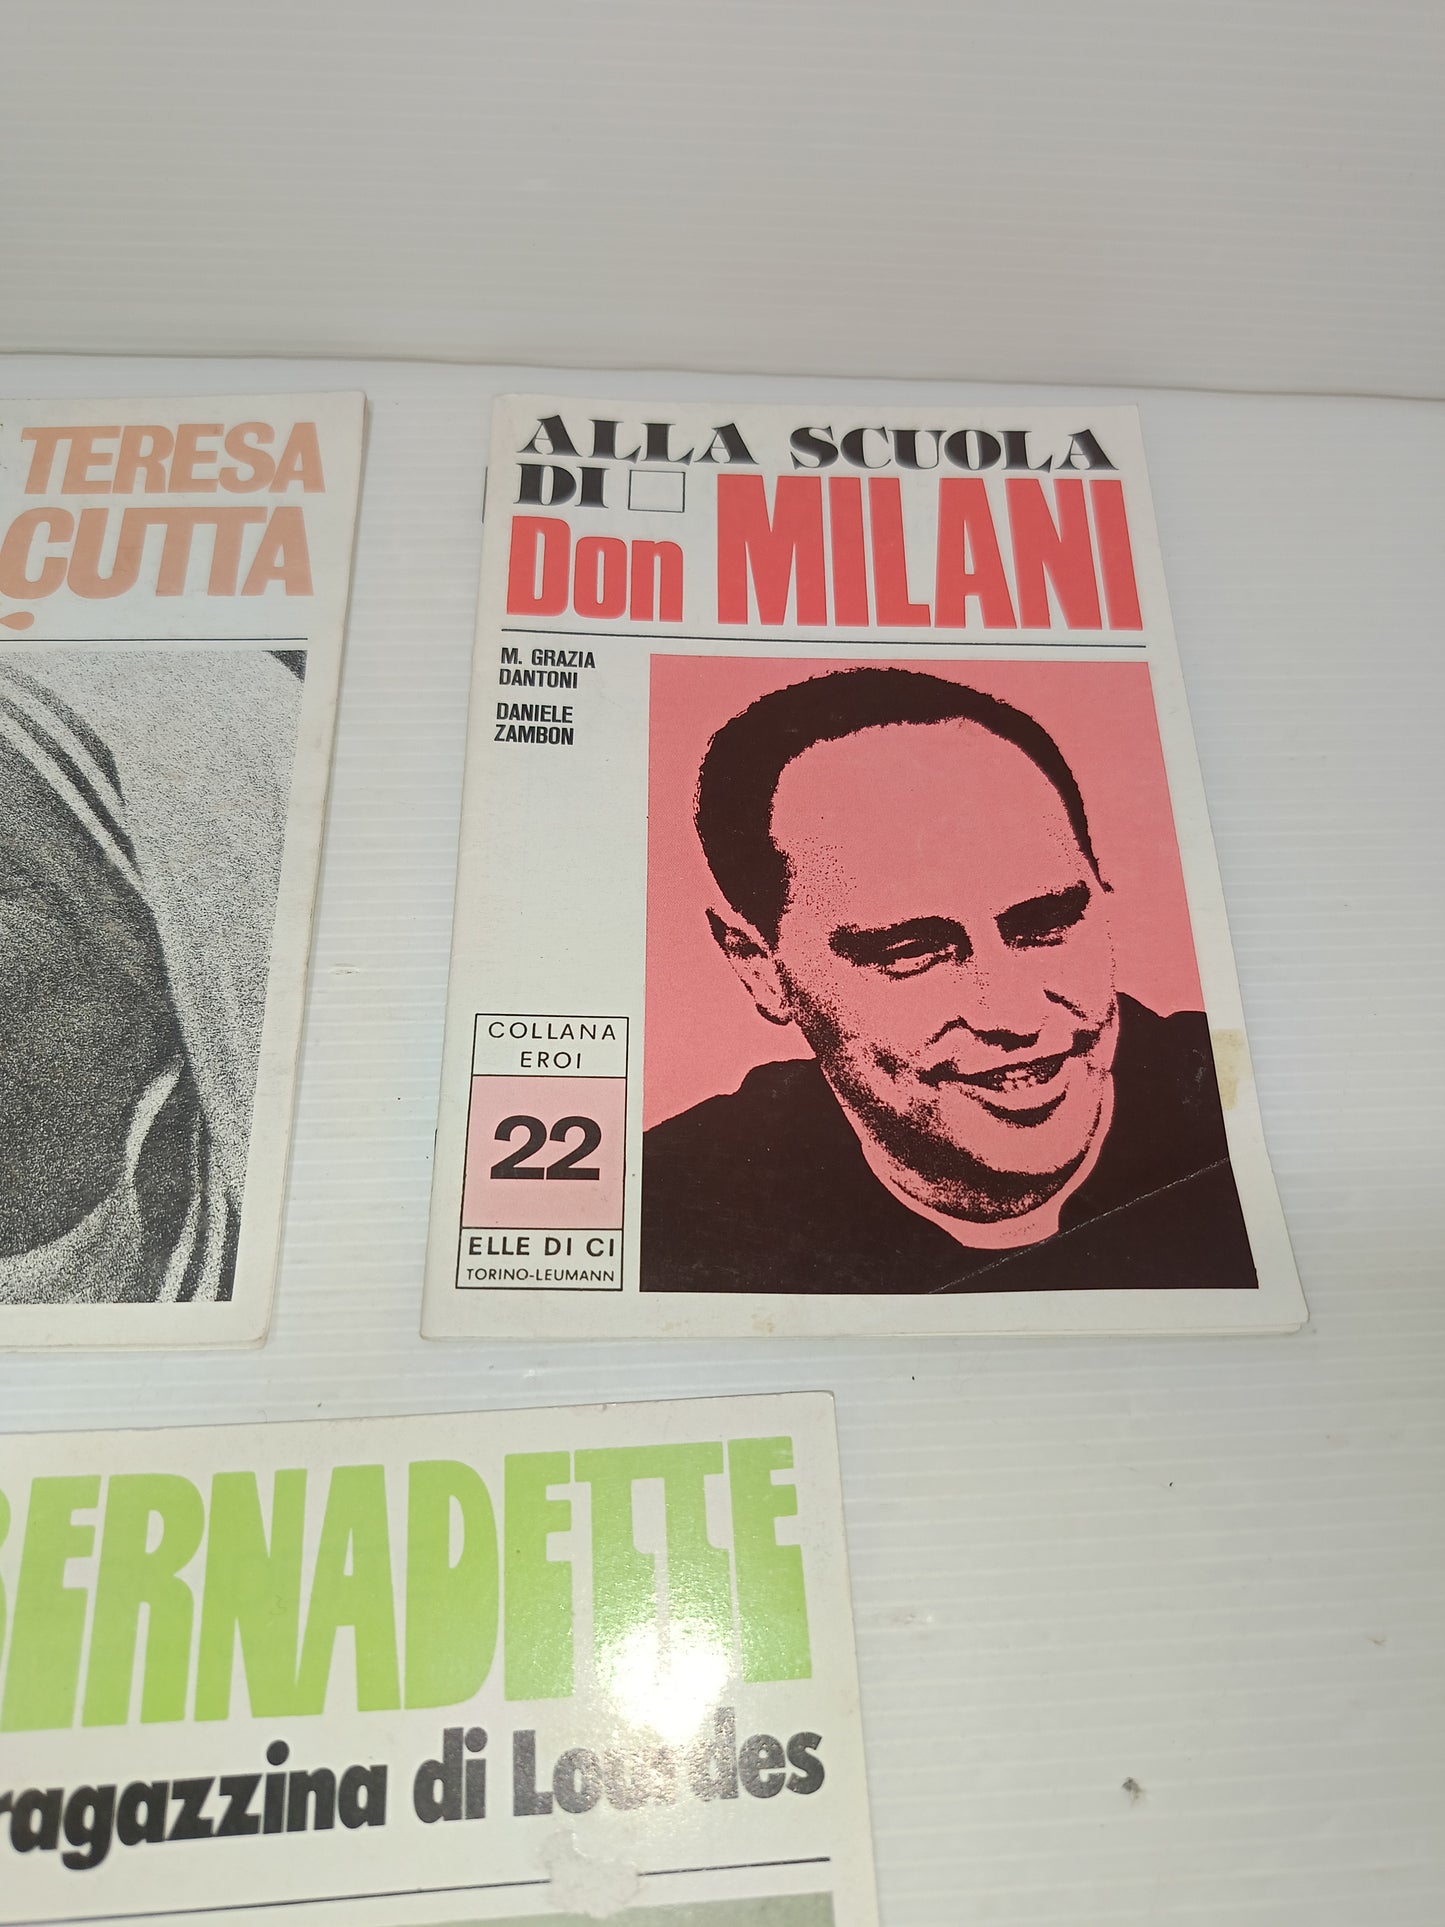 TERESA
CUTTA
ALLA SCUOLA
DI
Don MILANI
M. GRAZIA
DANTONI
DANIELE
ZAMBON
COLLANA
EROI
22
ELLE DI CI
TORINO-LEUMANN
BERNADETTE
ragazzina di Lourdes